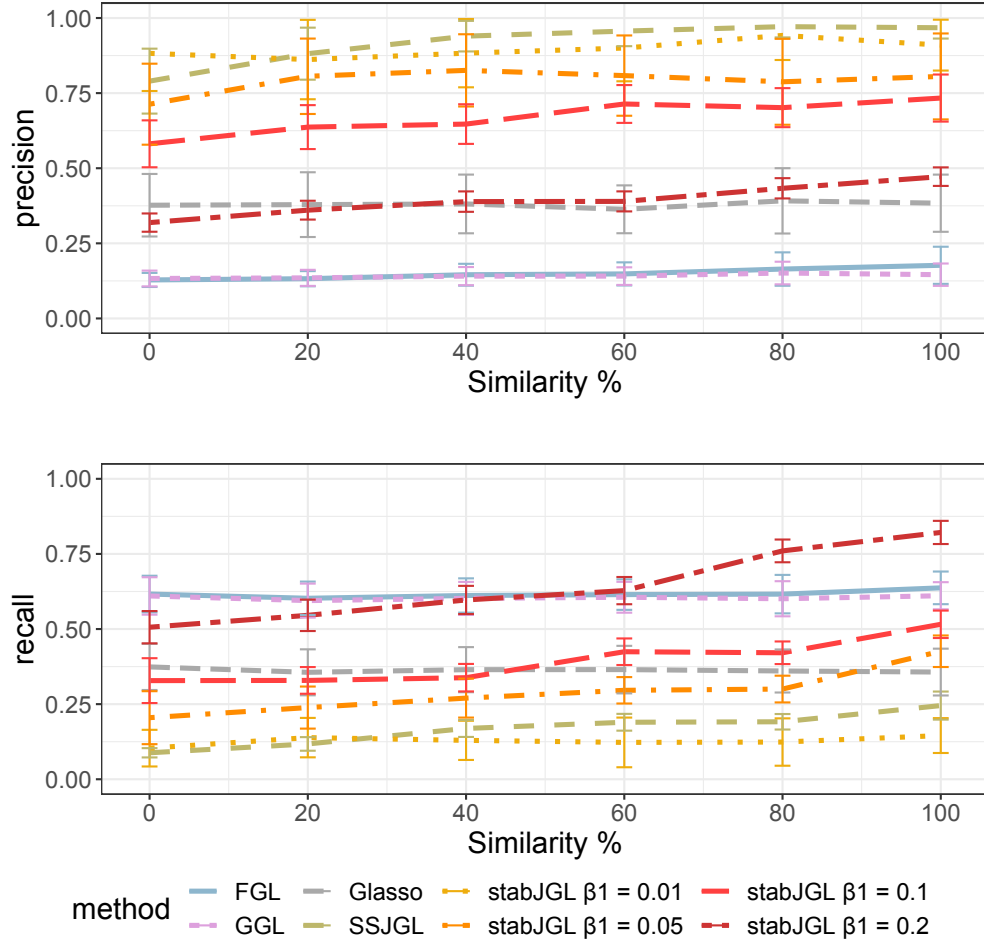 1.00
0.75
0.50
0.25
0.00
precision
0 20 40 60 80 100
Similarity %
1.00
0.75
0.50
0.25
0.00
recall
0 20 40 60 80 100
Similarity %
method
FGL Glasso stabJGL β1 = 0.01 stabJGL β1 = 0.1
GGL SSJGL stabJGL β1 = 0.05 stabJGL β1 = 0.2